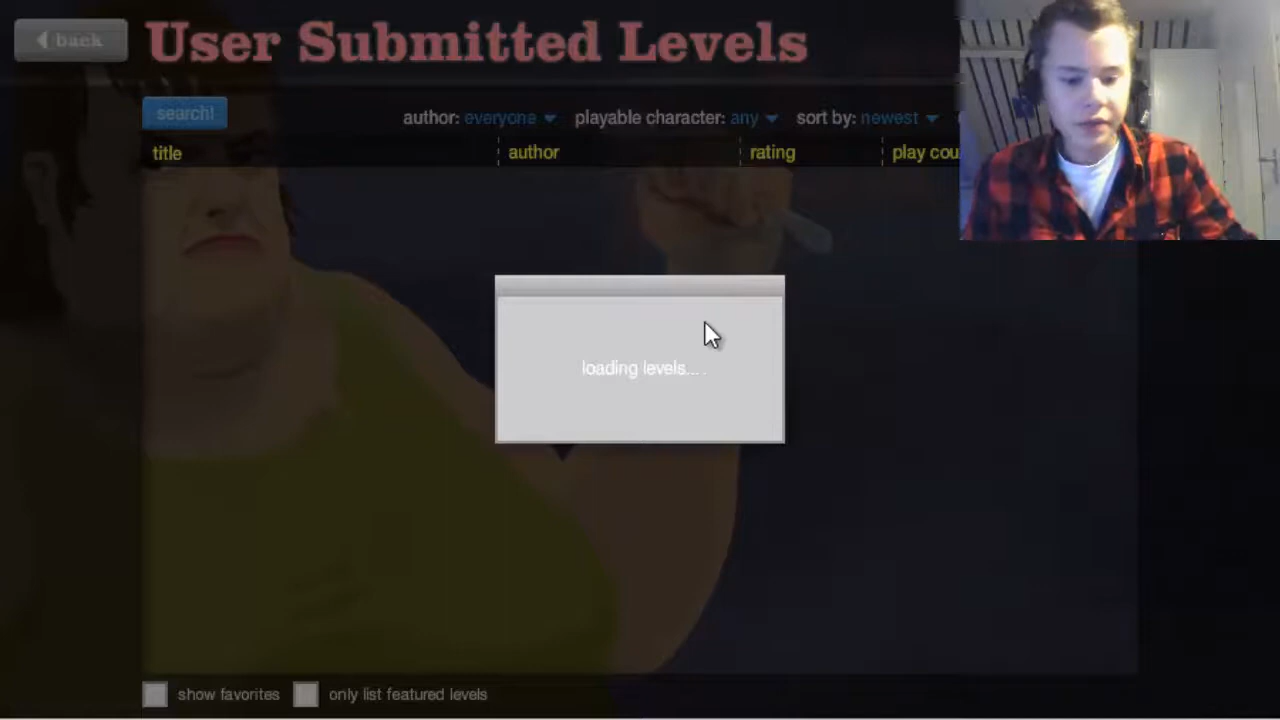 back
User Submitted Levels
search!
author: everyone
playable character: any
sort by: newest
title
author
rating
play cou
loading levels... .
show favorites
only list featured levels